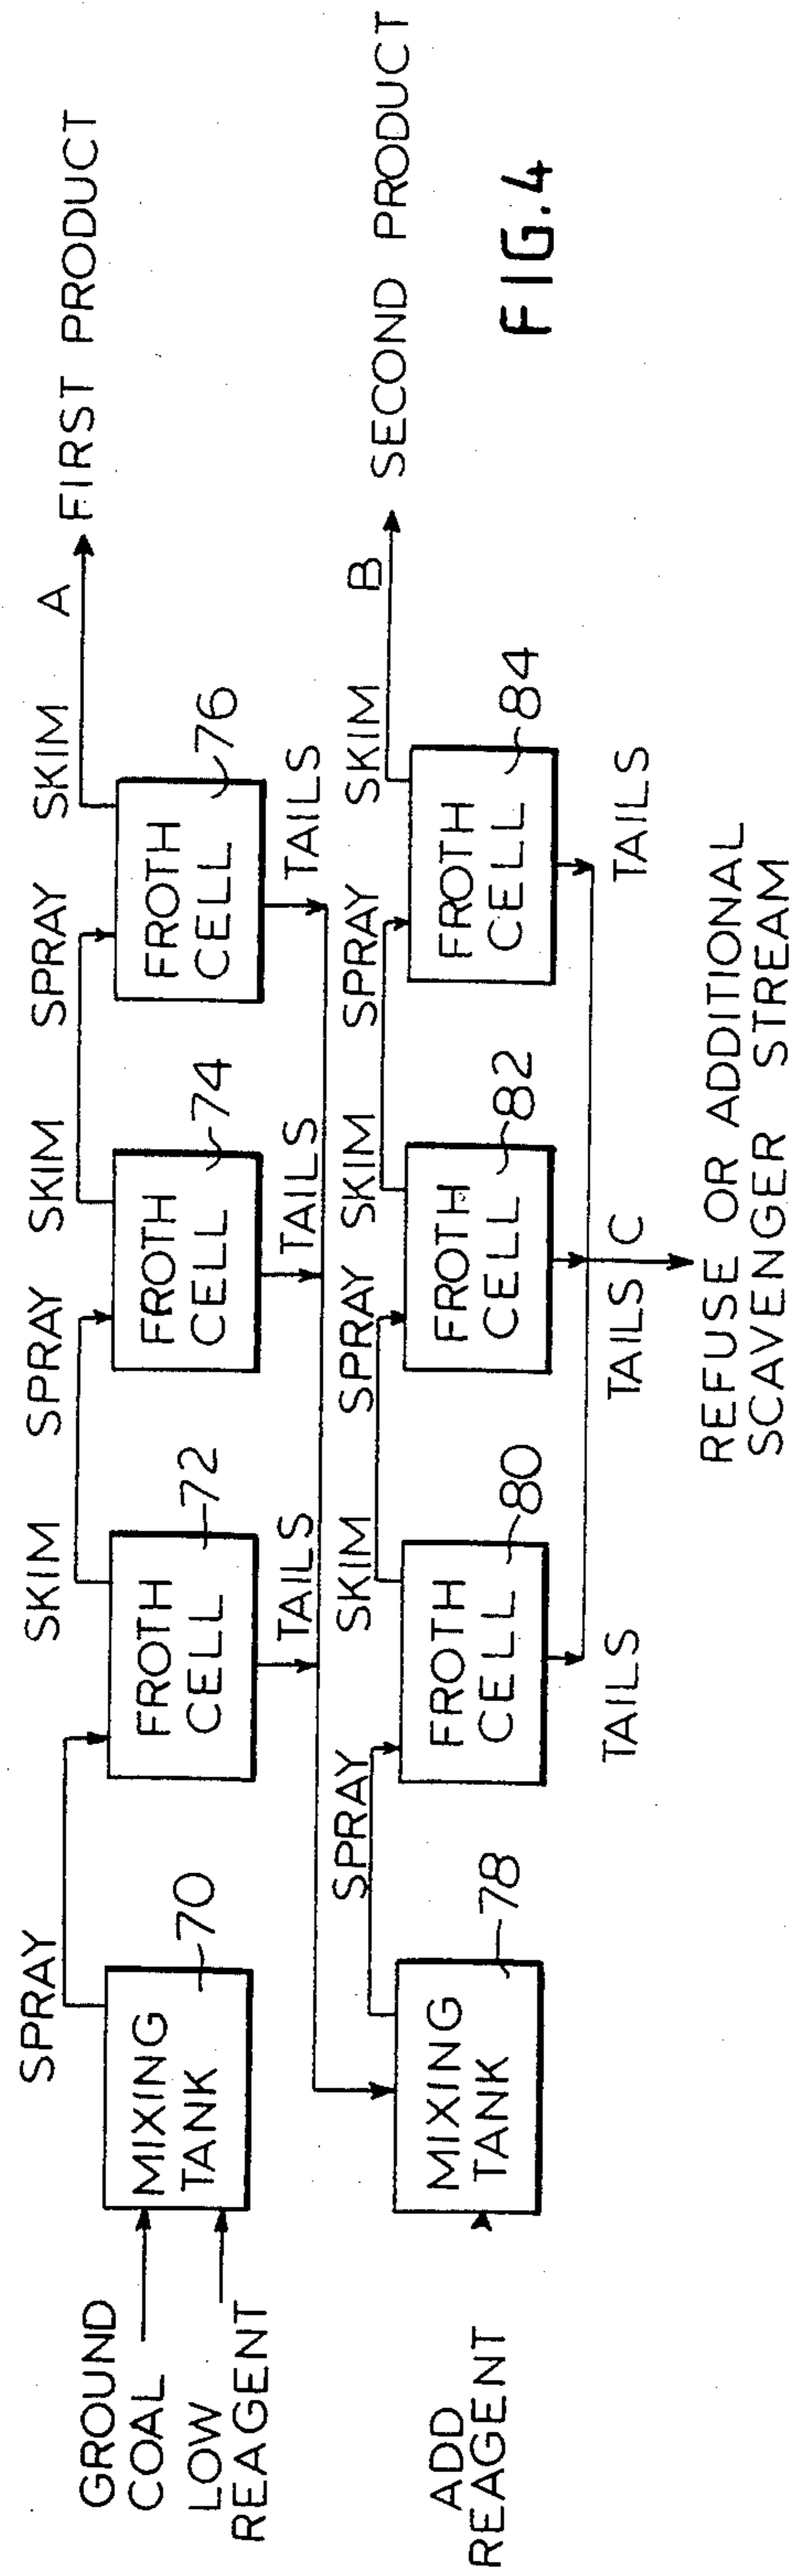 GROUND
COAL
LOW
REAGENT
MIXING
TANK
70
SPRAY
FROTH
CELL
72
SKIM
SPRAY
FROTH
CELL
74
SKIM
SPRAY
FROTH
CELL
76
SKIM
A
FIRST PRODUCT
TAILS
TAILS
TAILS
ADD
REAGENT
MIXING
TANK
78
SPRAY
FROTH
CELL
80
SKIM
SPRAY
FROTH
CELL
82
SKIM
SPRAY
FROTH
CELL
84
SKIM
B
SECOND PRODUCT
TAILS
TAILS
C
TAILS
REFUSE OR ADDITIONAL
SCAVENGER STREAM
FIG.4